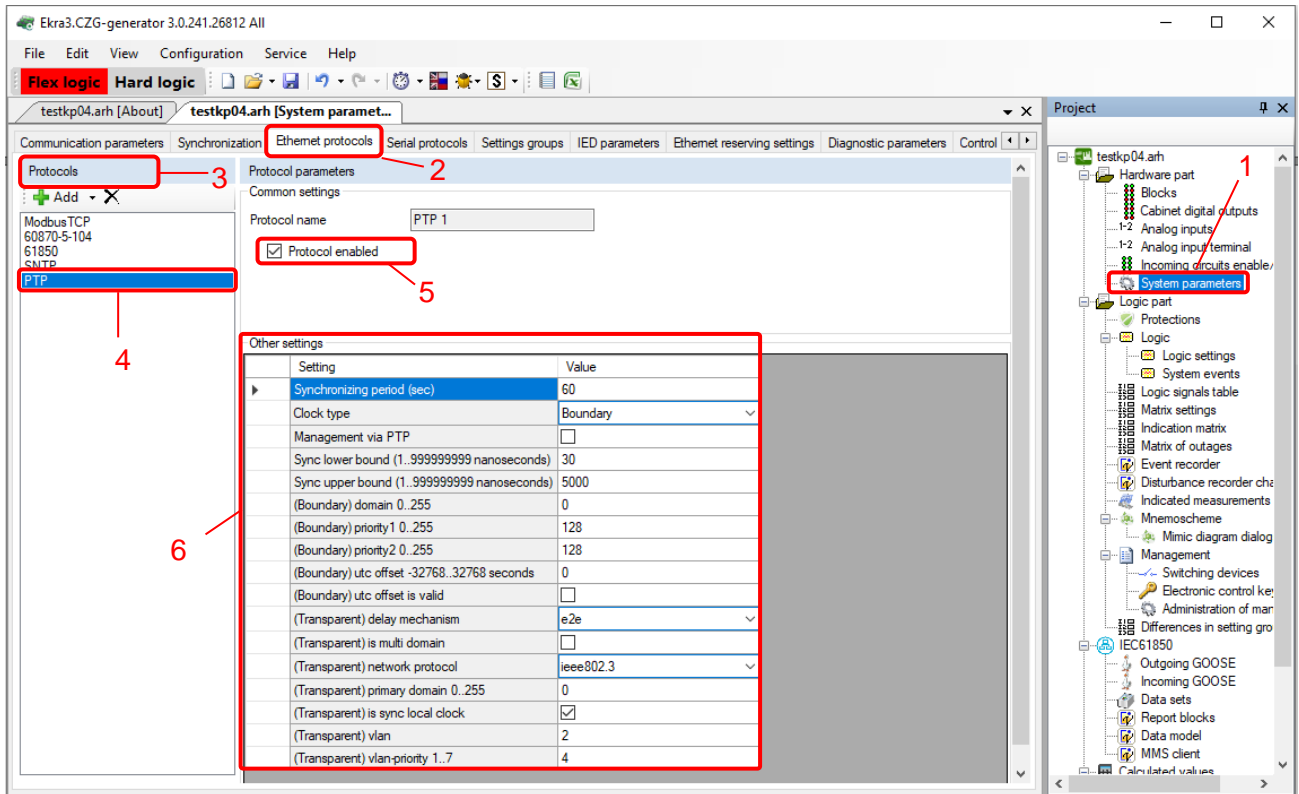 Ekra3.CZG-generator 3.0.241.26812 All
File Edit View Configuration Service Help
Flex logic Hard logic
testkp04.arh [About] testkp04.arh [System paramet...
Communication parameters Synchronization Ethernet protocols Serial protocols Settings groups IED parameters Ethernet reserving settings Diagnostic parameters Control
2
Protocols
3
Add
ModbusTCP
60870-5-104
61850
SNTP
PTP
4
Protocol parameters
Common settings
Protocol name PTP 1
Protocol enabled
5
Other settings
Setting Value
Synchronizing period (sec) 60
Clock type Boundary
Management via PTP
Sync lower bound (1..999999999 nanoseconds) 30
Sync upper bound (1..999999999 nanoseconds) 5000
(Boundary) domain 0..255 0
(Boundary) priority1 0..255 128
(Boundary) priority2 0..255 128
(Boundary) utc offset -32768..32768 seconds 0
(Boundary) utc offset is valid
(Transparent) delay mechanism e2e
(Transparent) is multi domain
(Transparent) network protocol ieee802.3
(Transparent) primary domain 0..255 0
(Transparent) is sync local clock
(Transparent) vlan 2
(Transparent) vlan-priority 1..7 4
6
Project
1
testkp04.arh
Hardware part
Blocks
Cabinet digital outputs
1-2 Analog inputs
1-2 Analog input terminal
Incoming circuits enable/
System parameters
Logic part
Protections
Logic
Logic settings
System events
Logic signals table
Matrix settings
Indication matrix
Matrix of outages
Event recorder
Disturbance recorder cha
Indicated measurements
Mnemoscheme
Mimic diagram dialog
Management
Switching devices
Electronic control key
Administration of man
Differences in setting gro
IEC61850
Outgoing GOOSE
Incoming GOOSE
Data sets
Report blocks
Data model
MMS client
Calculated values